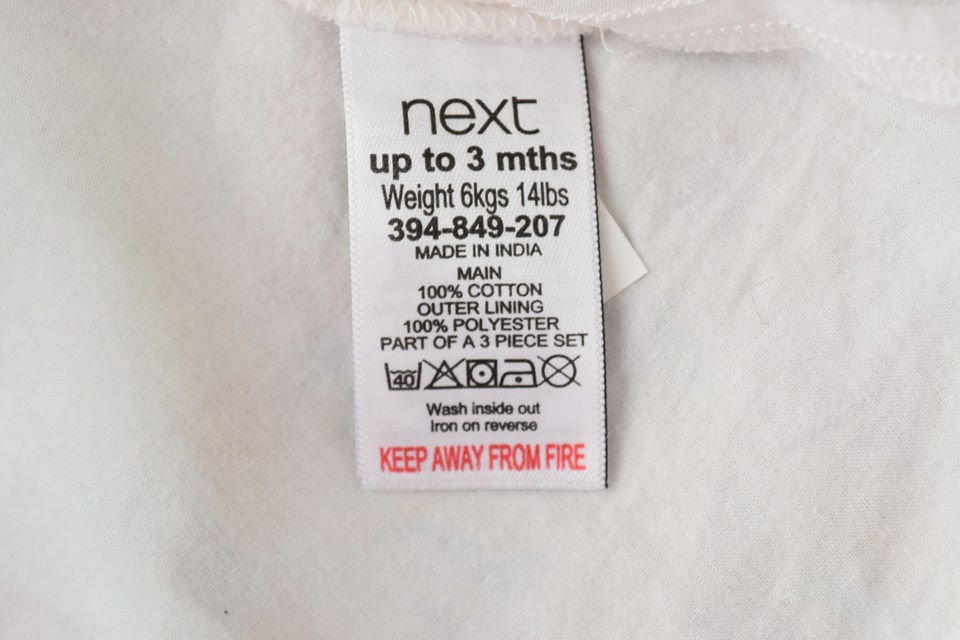 next
up to 3 mths
Weight 6kgs 14lbs
394-849-207
MADE IN INDIA
MAIN
100% COTTON
OUTER LINING
100% POLYESTER
PART OF A 3 PIECE SET
40
Wash inside out
Iron on reverse
KEEP AWAY FROM FIRE